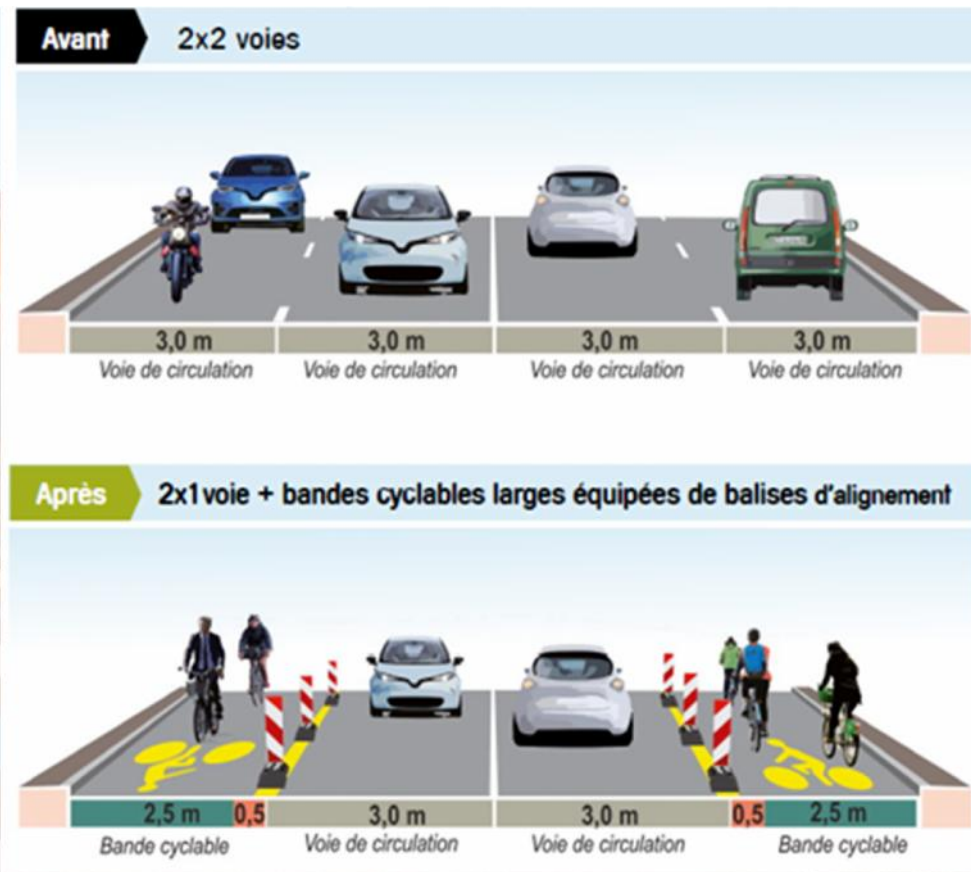 Avant 2x2 voies
3,0 m 3,0 m 3,0 m 3,0 m
Voie de circulation Voie de circulation Voie de circulation Voie de circulation
Après 2x1 voie + bandes cyclables larges équipées de balises d'alignement
2,5 m 0,5 3,0 m 3,0 m 0,5 2,5 m
Bande cyclable Voie de circulation Voie de circulation Bande cyclable